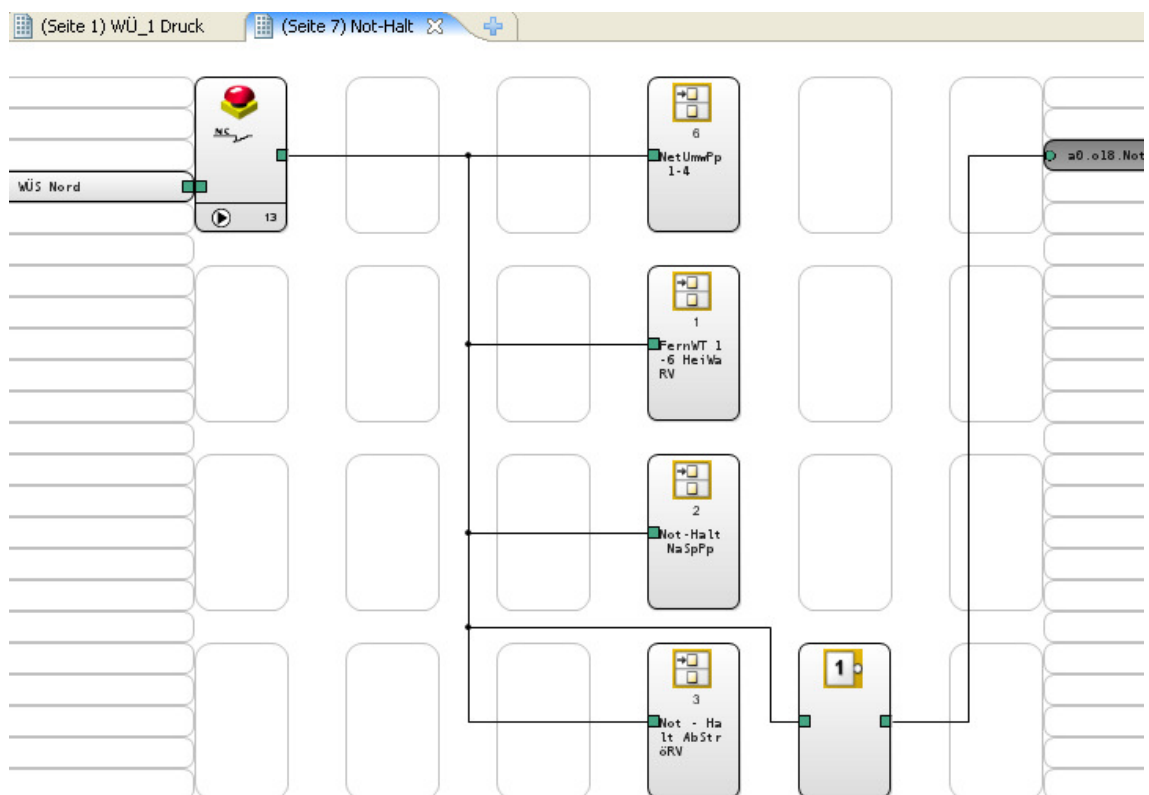 (Seite 1) WÜ_1 Druck
(Seite 7) Not-Halt
NC
WÜS Nord
13
6
NetUmwPp
1-4
a0.o18.Not
1
FernWT 1
-6 HeiWa
RV
2
Not-Halt
NaSpPp
3
Not - Ha
lt AbStr
öRV
1